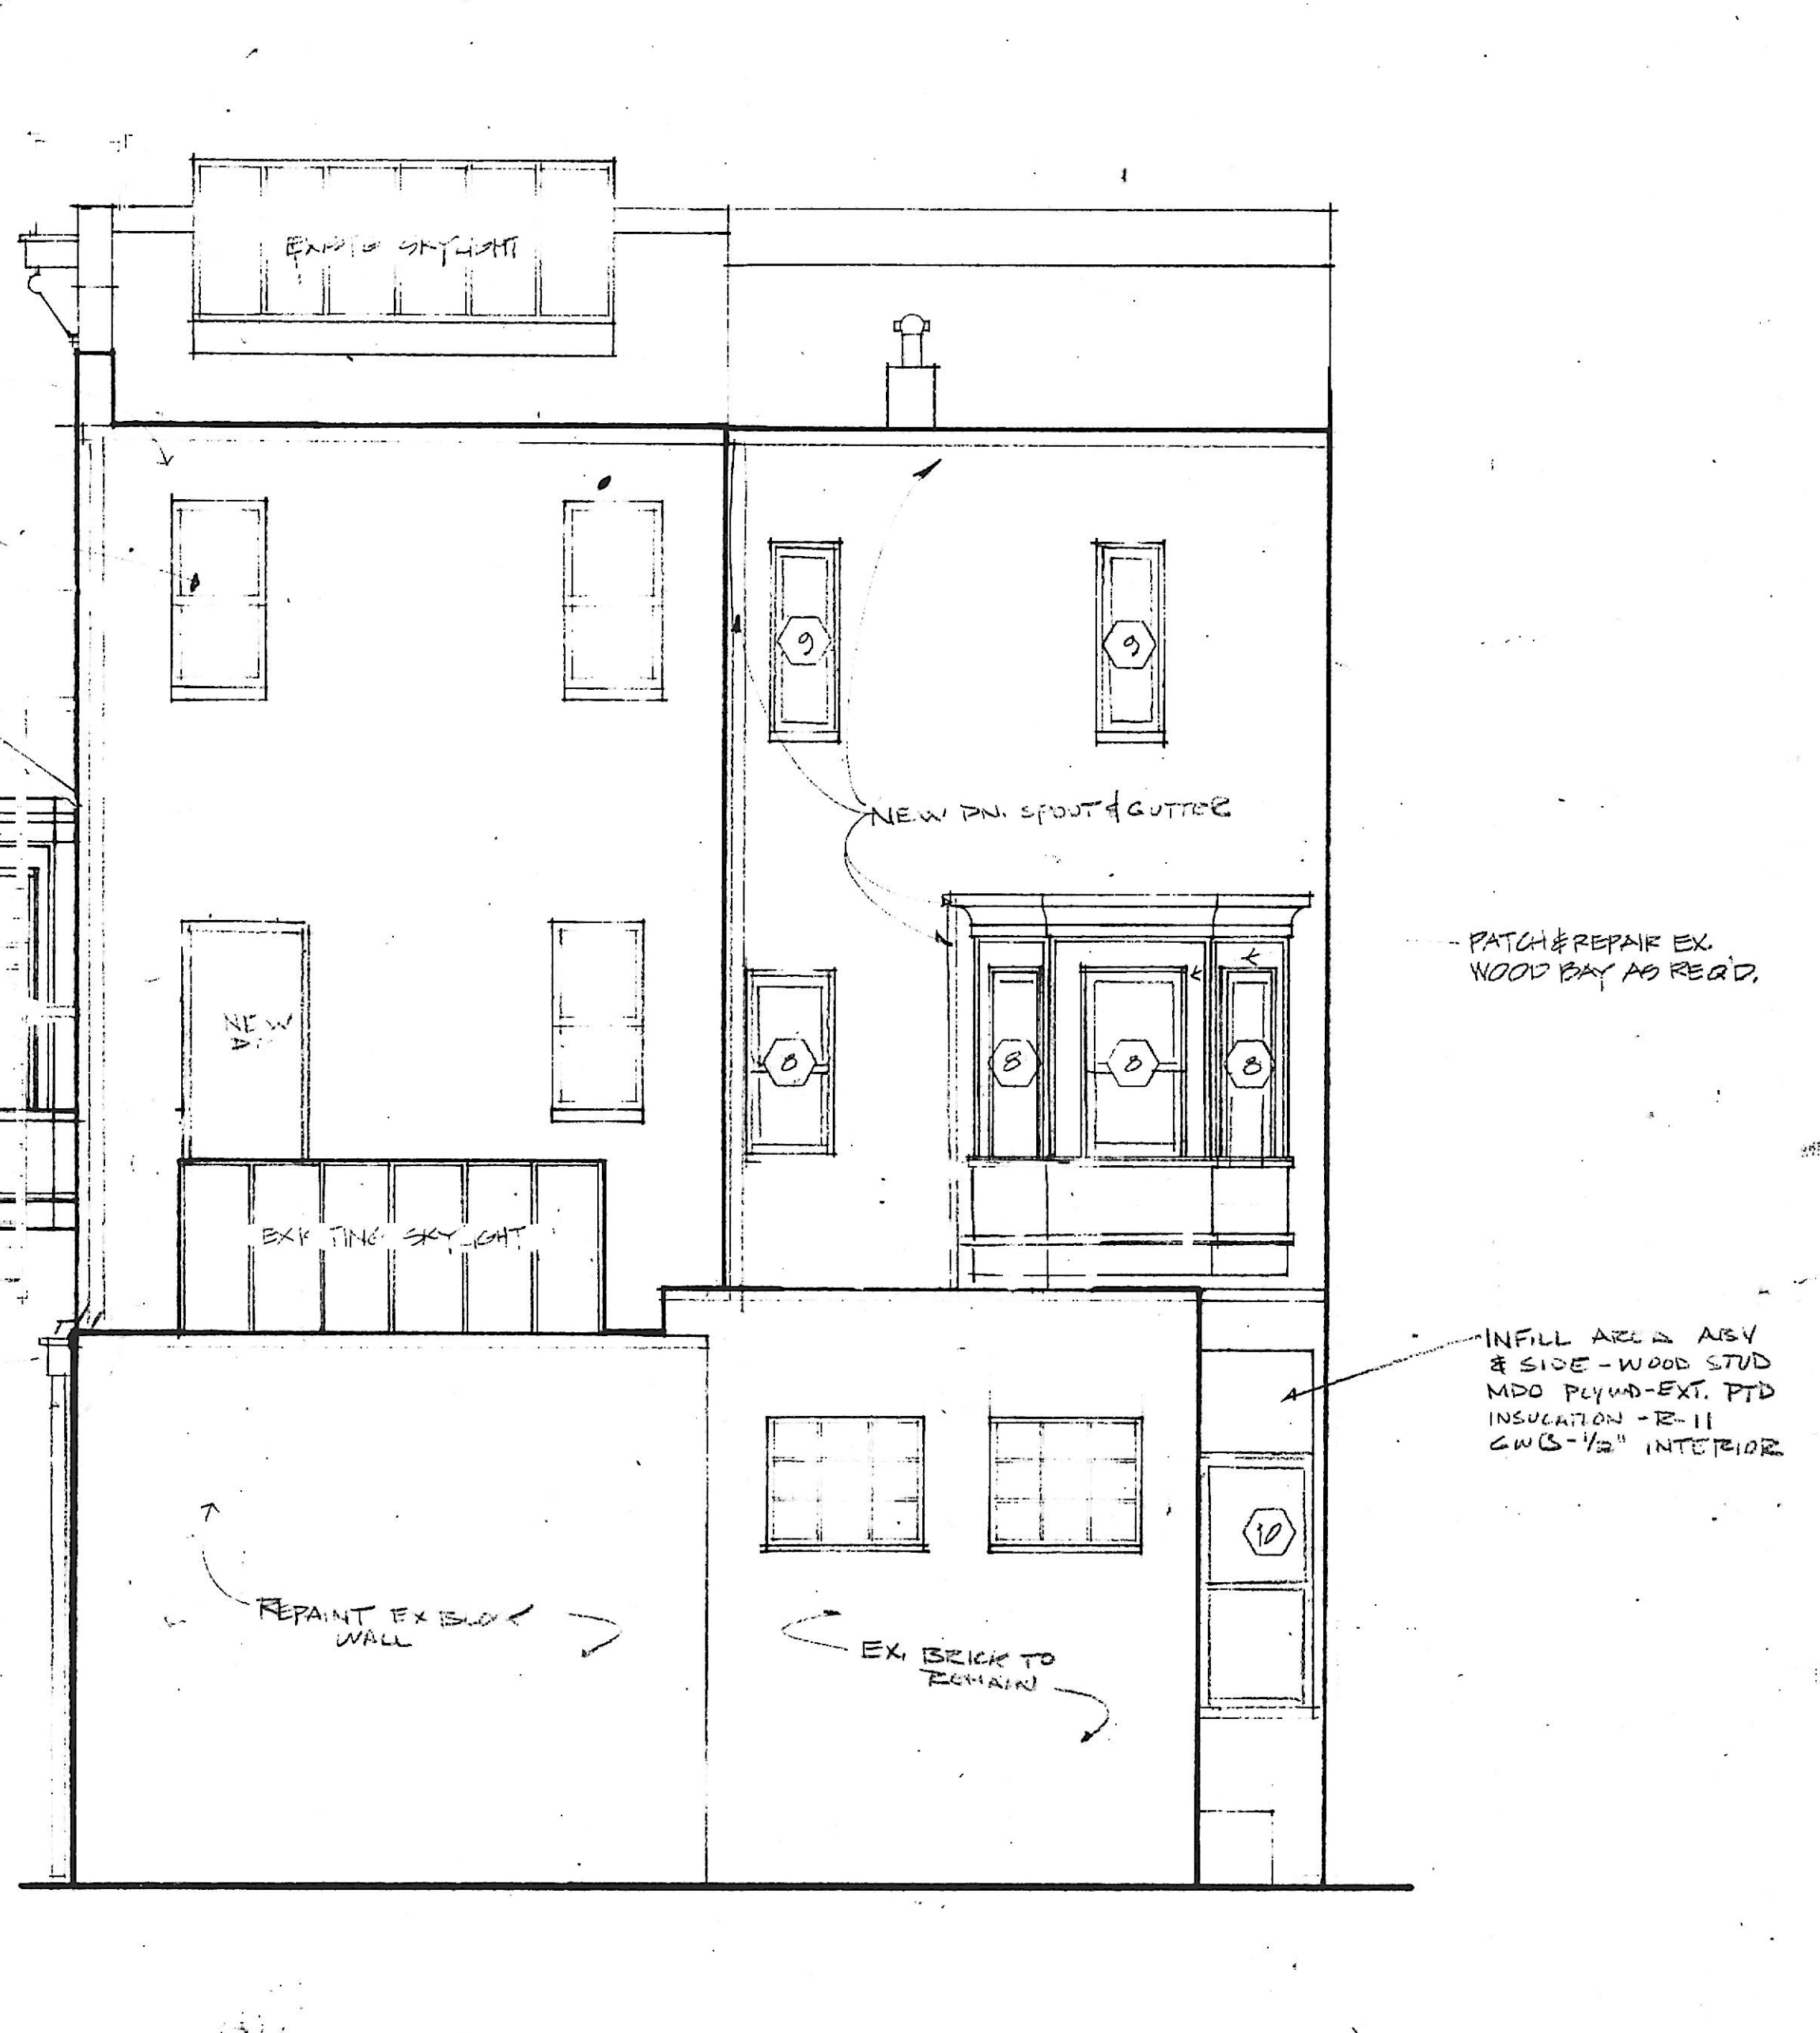 EXIST'G SKYLIGHT
9
9
NEW DN. SPOUT & GUTTER
PATCH & REPAIR EX.
WOOD BAY AS REQ'D.
NEW
8
8
8
8
EXISTING SKYLIGHT
INFILL AREA ABV
& SIDE - WOOD STUD
MDO PLYWD - EXT. PTD
INSULATION - R-11
GWB - 1/2" INTERIOR
10
REPAINT EX BLOCK
WALL
EX. BRICK TO
REMAIN